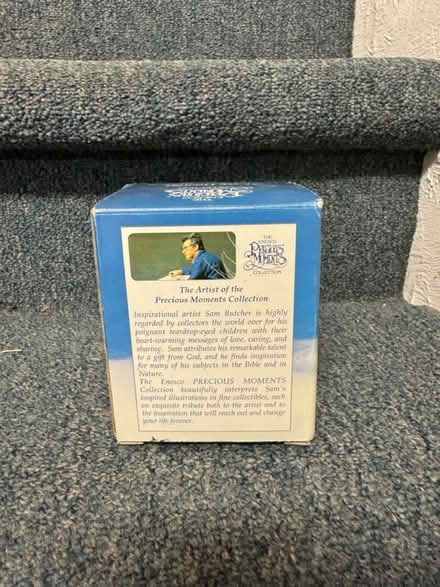 THE
ENESCO
PRECIOUS
MOMENTS
COLLECTION
The Artist of the
Precious Moments Collection
Inspirational artist Sam Butcher is highly
regarded by collectors the world over for his
poignant teardrop-eyed children with their
heart-warming messages of love, caring, and
sharing. Sam attributes his remarkable talent
to a gift from God, and he finds inspiration
for many of his subjects in the Bible and in
Nature.
The Enesco PRECIOUS MOMENTS
Collection beautifully interprets Sam's
inspired illustrations in fine collectibles, each
an exquisite tribute both to the artist and to
the inspiration that will reach out and change
your life forever.